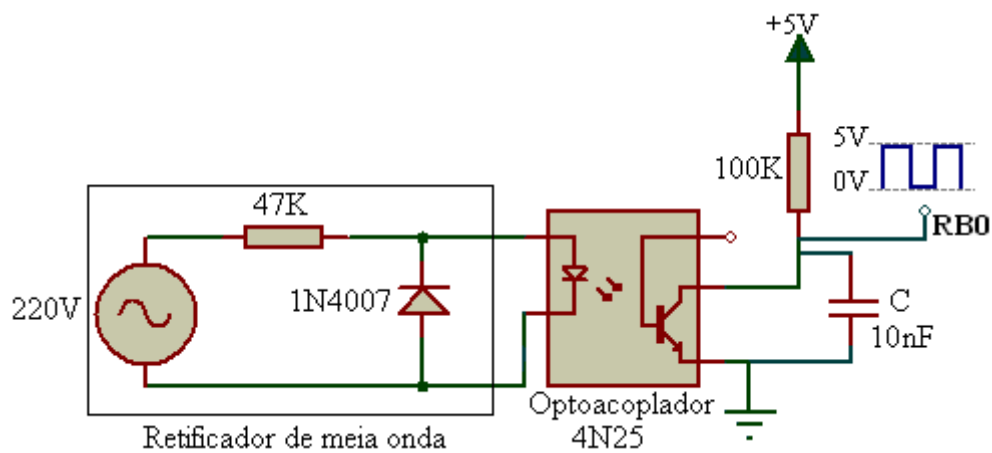 +5V
5V
0V
100K
RB0
47K
220V
1N4007
C
10nF
Optoacoplador
4N25
Retificador de meia onda